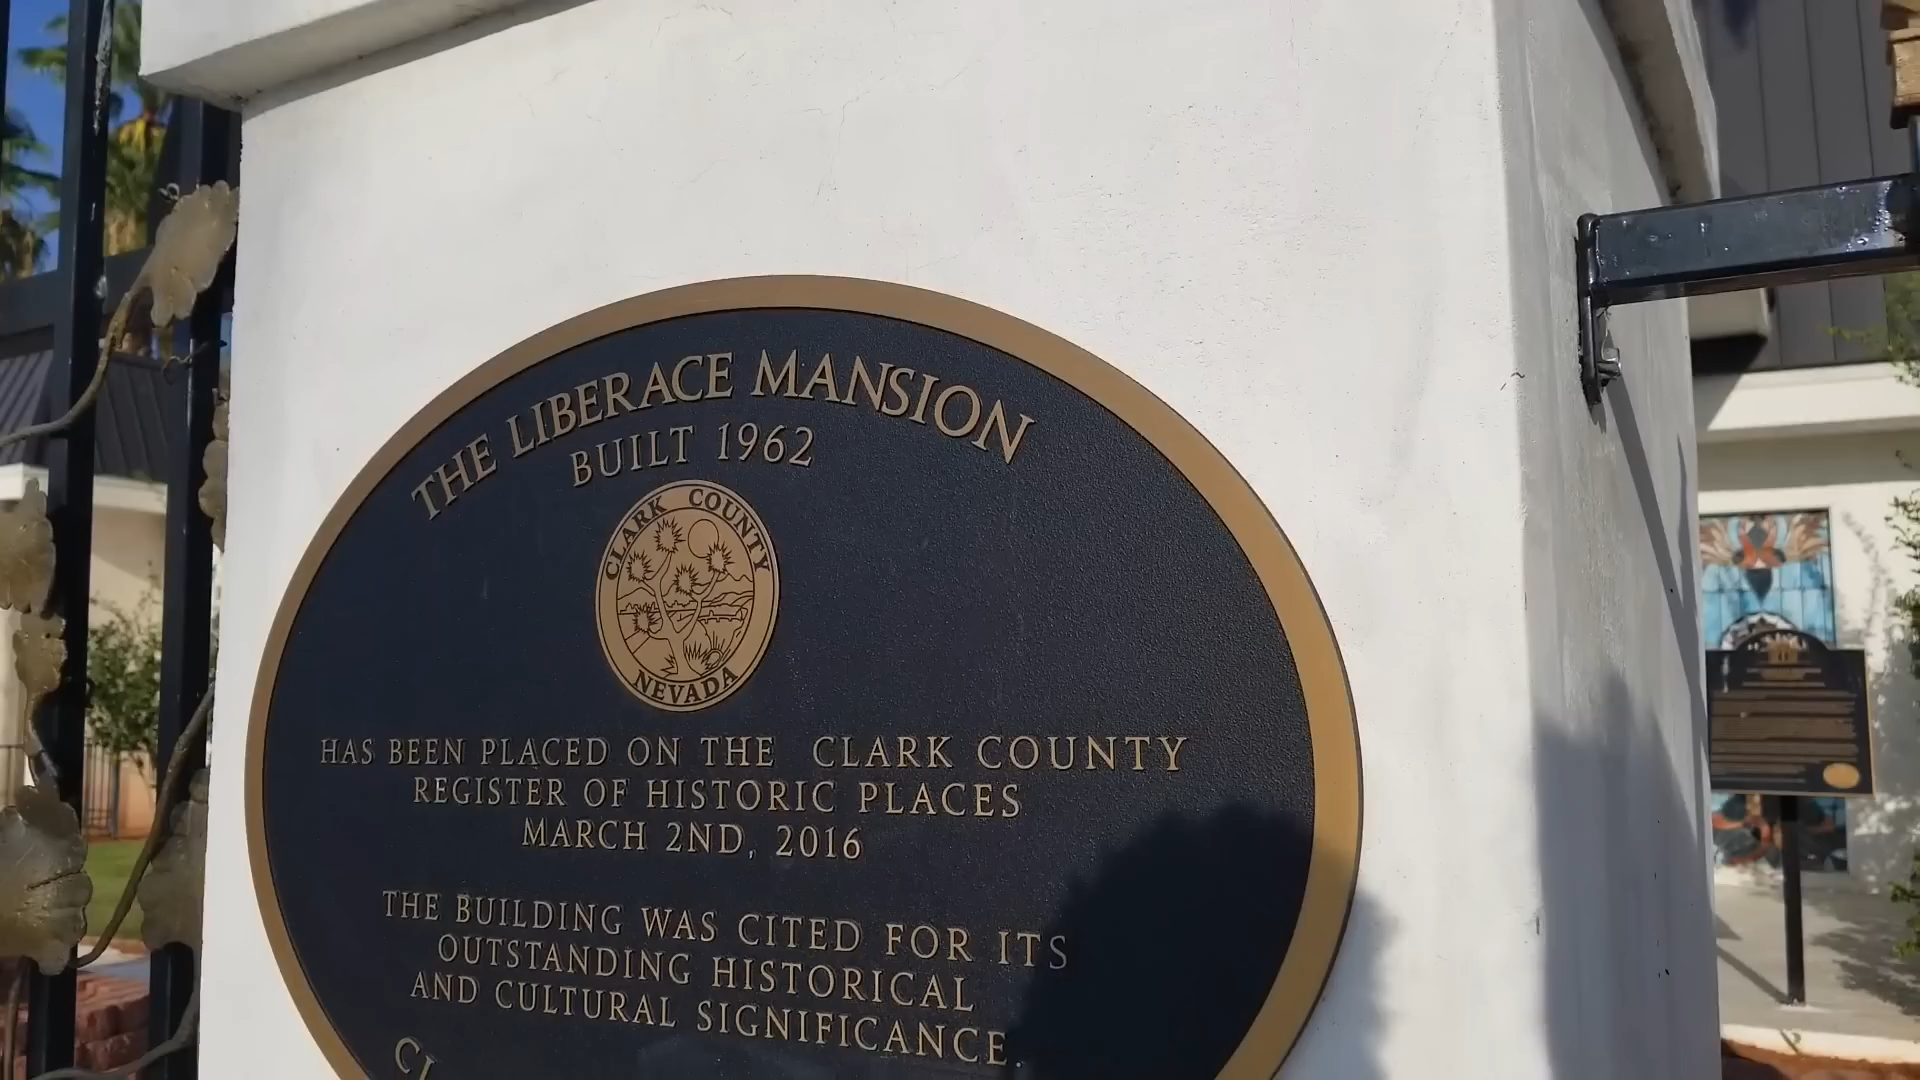 THE LIBERACE MANSION
BUILT 1962
CLARK COUNTY
NEVADA
HAS BEEN PLACED ON THE CLARK COUNTY
REGISTER OF HISTORIC PLACES
MARCH 2ND, 2016
THE BUILDING WAS CITED FOR ITS
OUTSTANDING HISTORICAL
AND CULTURAL SIGNIFICANCE.